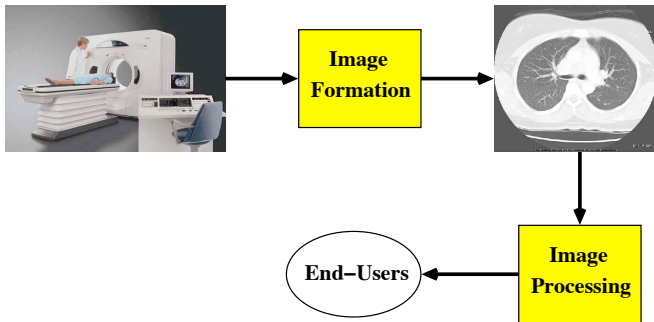 Image
Formation
Image
Processing
End−Users